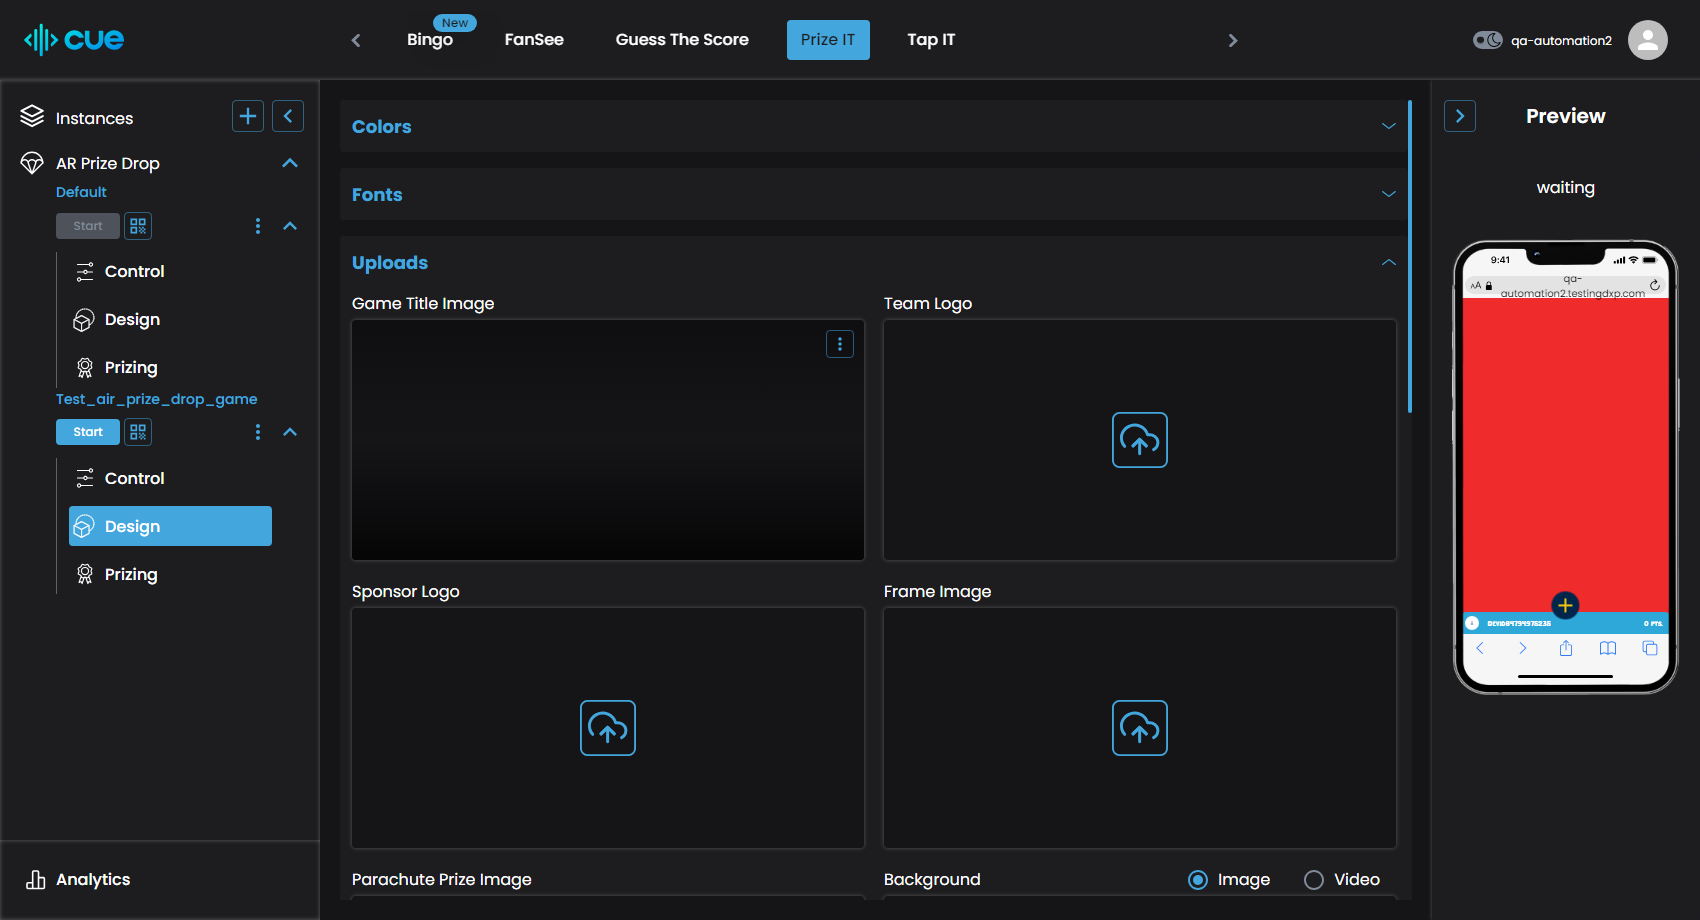 cue
New
Bingo
FanSee
Guess The Score
Prize IT
Tap IT
qa-automation2
Instances
AR Prize Drop
Default
Start
Control
Design
Prizing
Test_air_prize_drop_game
Start
Control
Design
Prizing
Analytics
Colors
Fonts
Uploads
Game Title Image
Team Logo
Sponsor Logo
Frame Image
Parachute Prize Image
Background
Image
Video
Preview
waiting
9:41
AA
qa-
automation2.testingdxp.com
0 PTS.